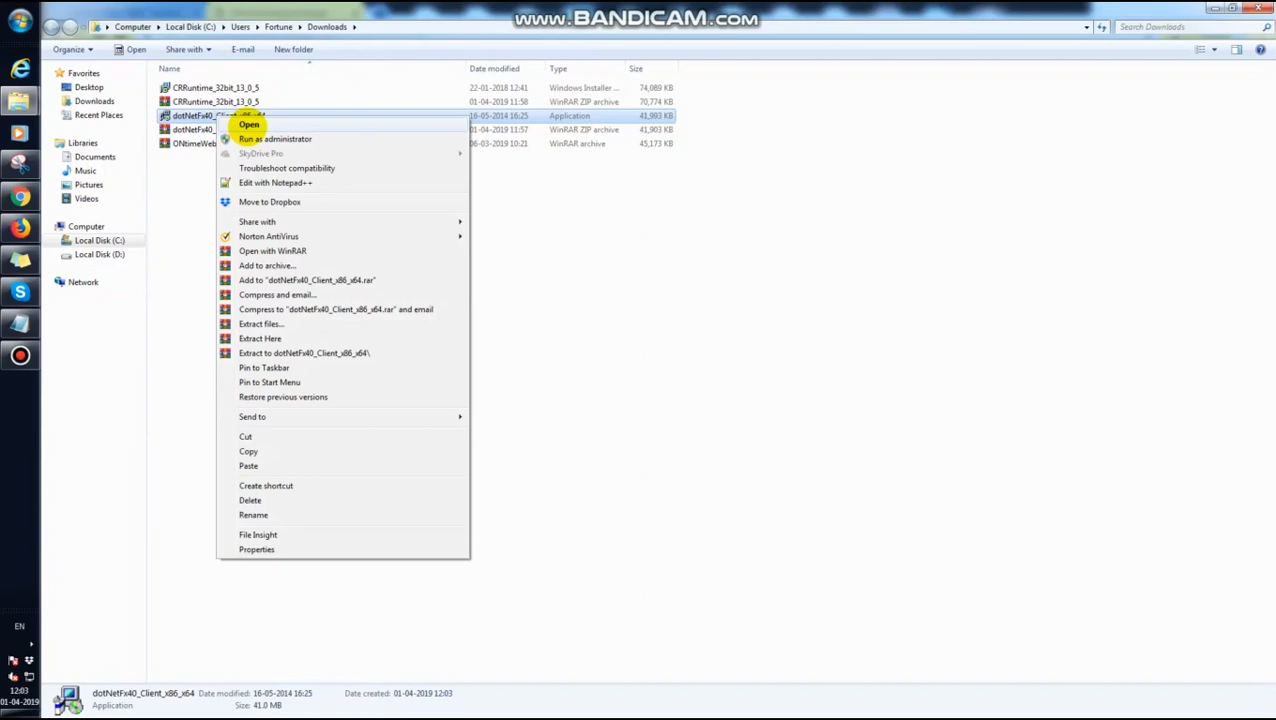 www.BANDICAM.com
Computer Local Disk (C:) Users Fortune Downloads
Search Downloads
Organize Open Share with E-mail New folder
Name Date modified Type Size
Favorites
Desktop
Downloads
Recent Places
Libraries
Documents
Music
Pictures
Videos
Computer
Local Disk (C:)
Local Disk (D:)
Network
CRRuntime_32bit_13_0_5 22-01-2018 12:41 Windows Installer ... 74,089 KB
CRRuntime_32bit_13_0_5 01-04-2019 11:58 WinRAR ZIP archive 70,774 KB
dotNetFx40_Client_x86_x64 16-05-2014 16:25 Application 41,993 KB
dotNetFx40_ 01-04-2019 11:57 WinRAR ZIP archive 41,903 KB
ONtimeWeb 06-03-2019 10:21 WinRAR archive 45,173 KB
Open
Run as administrator
SkyDrive Pro
Troubleshoot compatibility
Edit with Notepad++
Move to Dropbox
Share with
Norton AntiVirus
Open with WinRAR
Add to archive...
Add to "dotNetFx40_Client_x86_x64.rar"
Compress and email...
Compress to "dotNetFx40_Client_x86_x64.rar" and email
Extract files...
Extract Here
Extract to dotNetFx40_Client_x86_x64\
Pin to Taskbar
Pin to Start Menu
Restore previous versions
Send to
Cut
Copy
Paste
Create shortcut
Delete
Rename
File Insight
Properties
EN
12:03
01-04-2019
dotNetFx40_Client_x86_x64 Date modified: 16-05-2014 16:25 Date created: 01-04-2019 12:03
Application Size: 41.0 MB